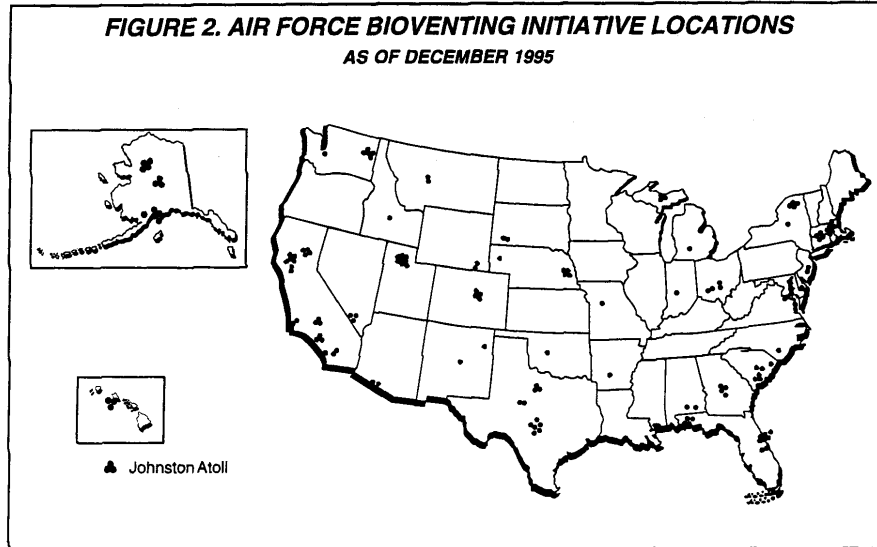 FIGURE 2. AIR FORCE BIOVENTING INITIATIVE LOCATIONS
AS OF DECEMBER 1995
Johnston Atoll